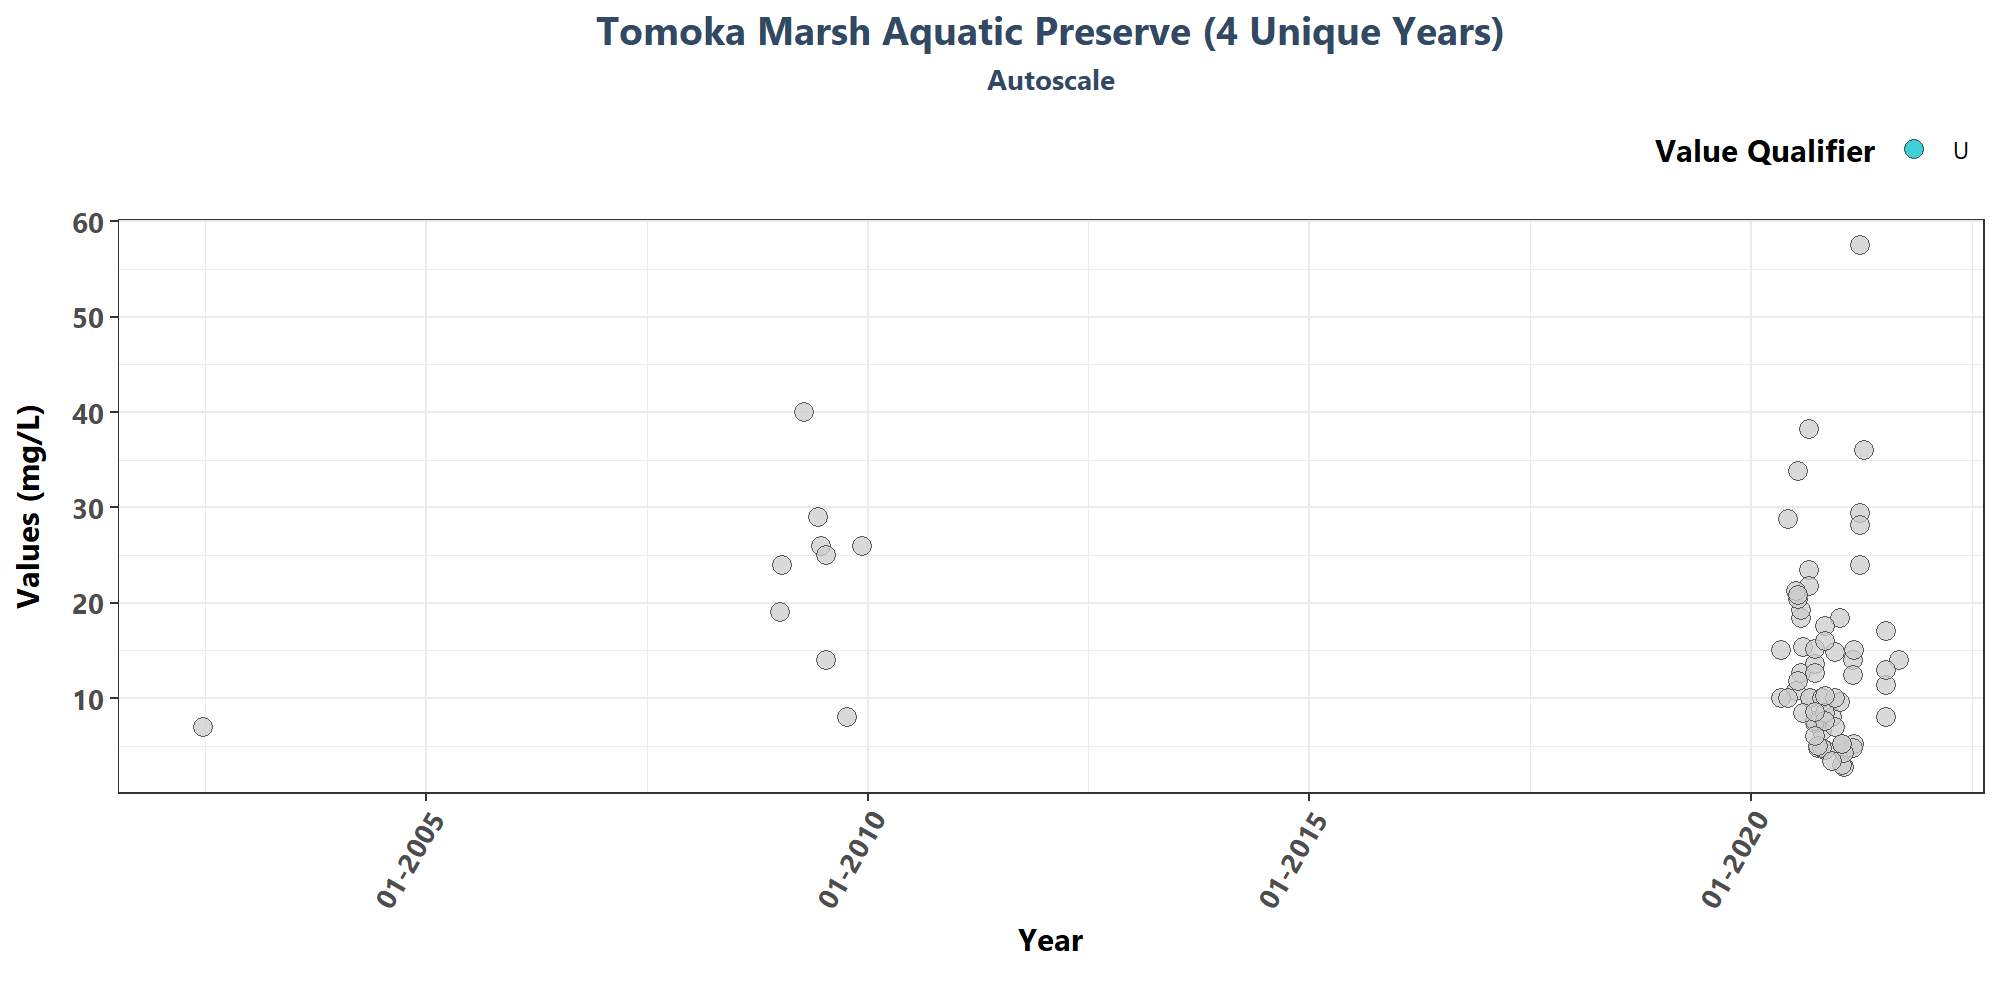 Tomoka Marsh Aquatic Preserve (4 Unique Years)
Autoscale
Value Qualifier U
60
50
40
30
20
10
Values (mg/L)
01-2005
01-2010
01-2015
01-2020
Year